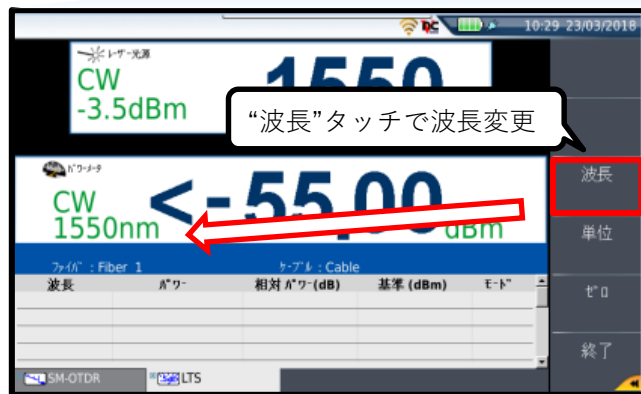 10:29 23/03/2018
レーザー光源
CW
1550
-3.5dBm
“波長”タッチで波長変更
ﾊﾟﾜｰﾒｰﾀ
CW
1550nm
<-55.00
dBm
波長
単位
ｾﾞﾛ
終了
ﾌｧｲﾊﾞ : Fiber 1
ｹｰﾌﾞﾙ : Cable
波長 ﾊﾟﾜｰ 相対 ﾊﾟﾜｰ(dB) 基準 (dBm) ﾓｰﾄﾞ
SM-OTDR
LTS